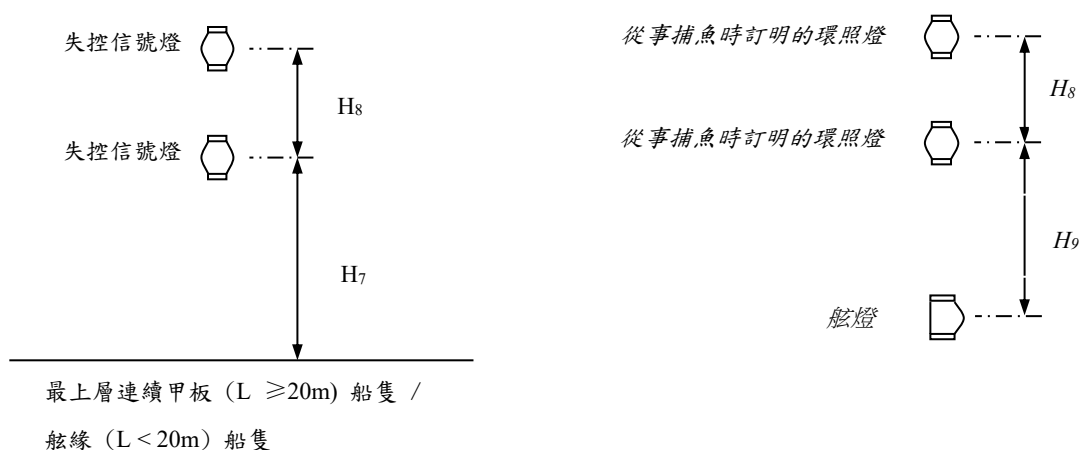 失控信號燈
H8
失控信號燈
H7
最上層連續甲板（L ≥20m) 船隻 /
舷緣（L < 20m）船隻
從事捕魚時訂明的環照燈
H8
從事捕魚時訂明的環照燈
H9
舷燈